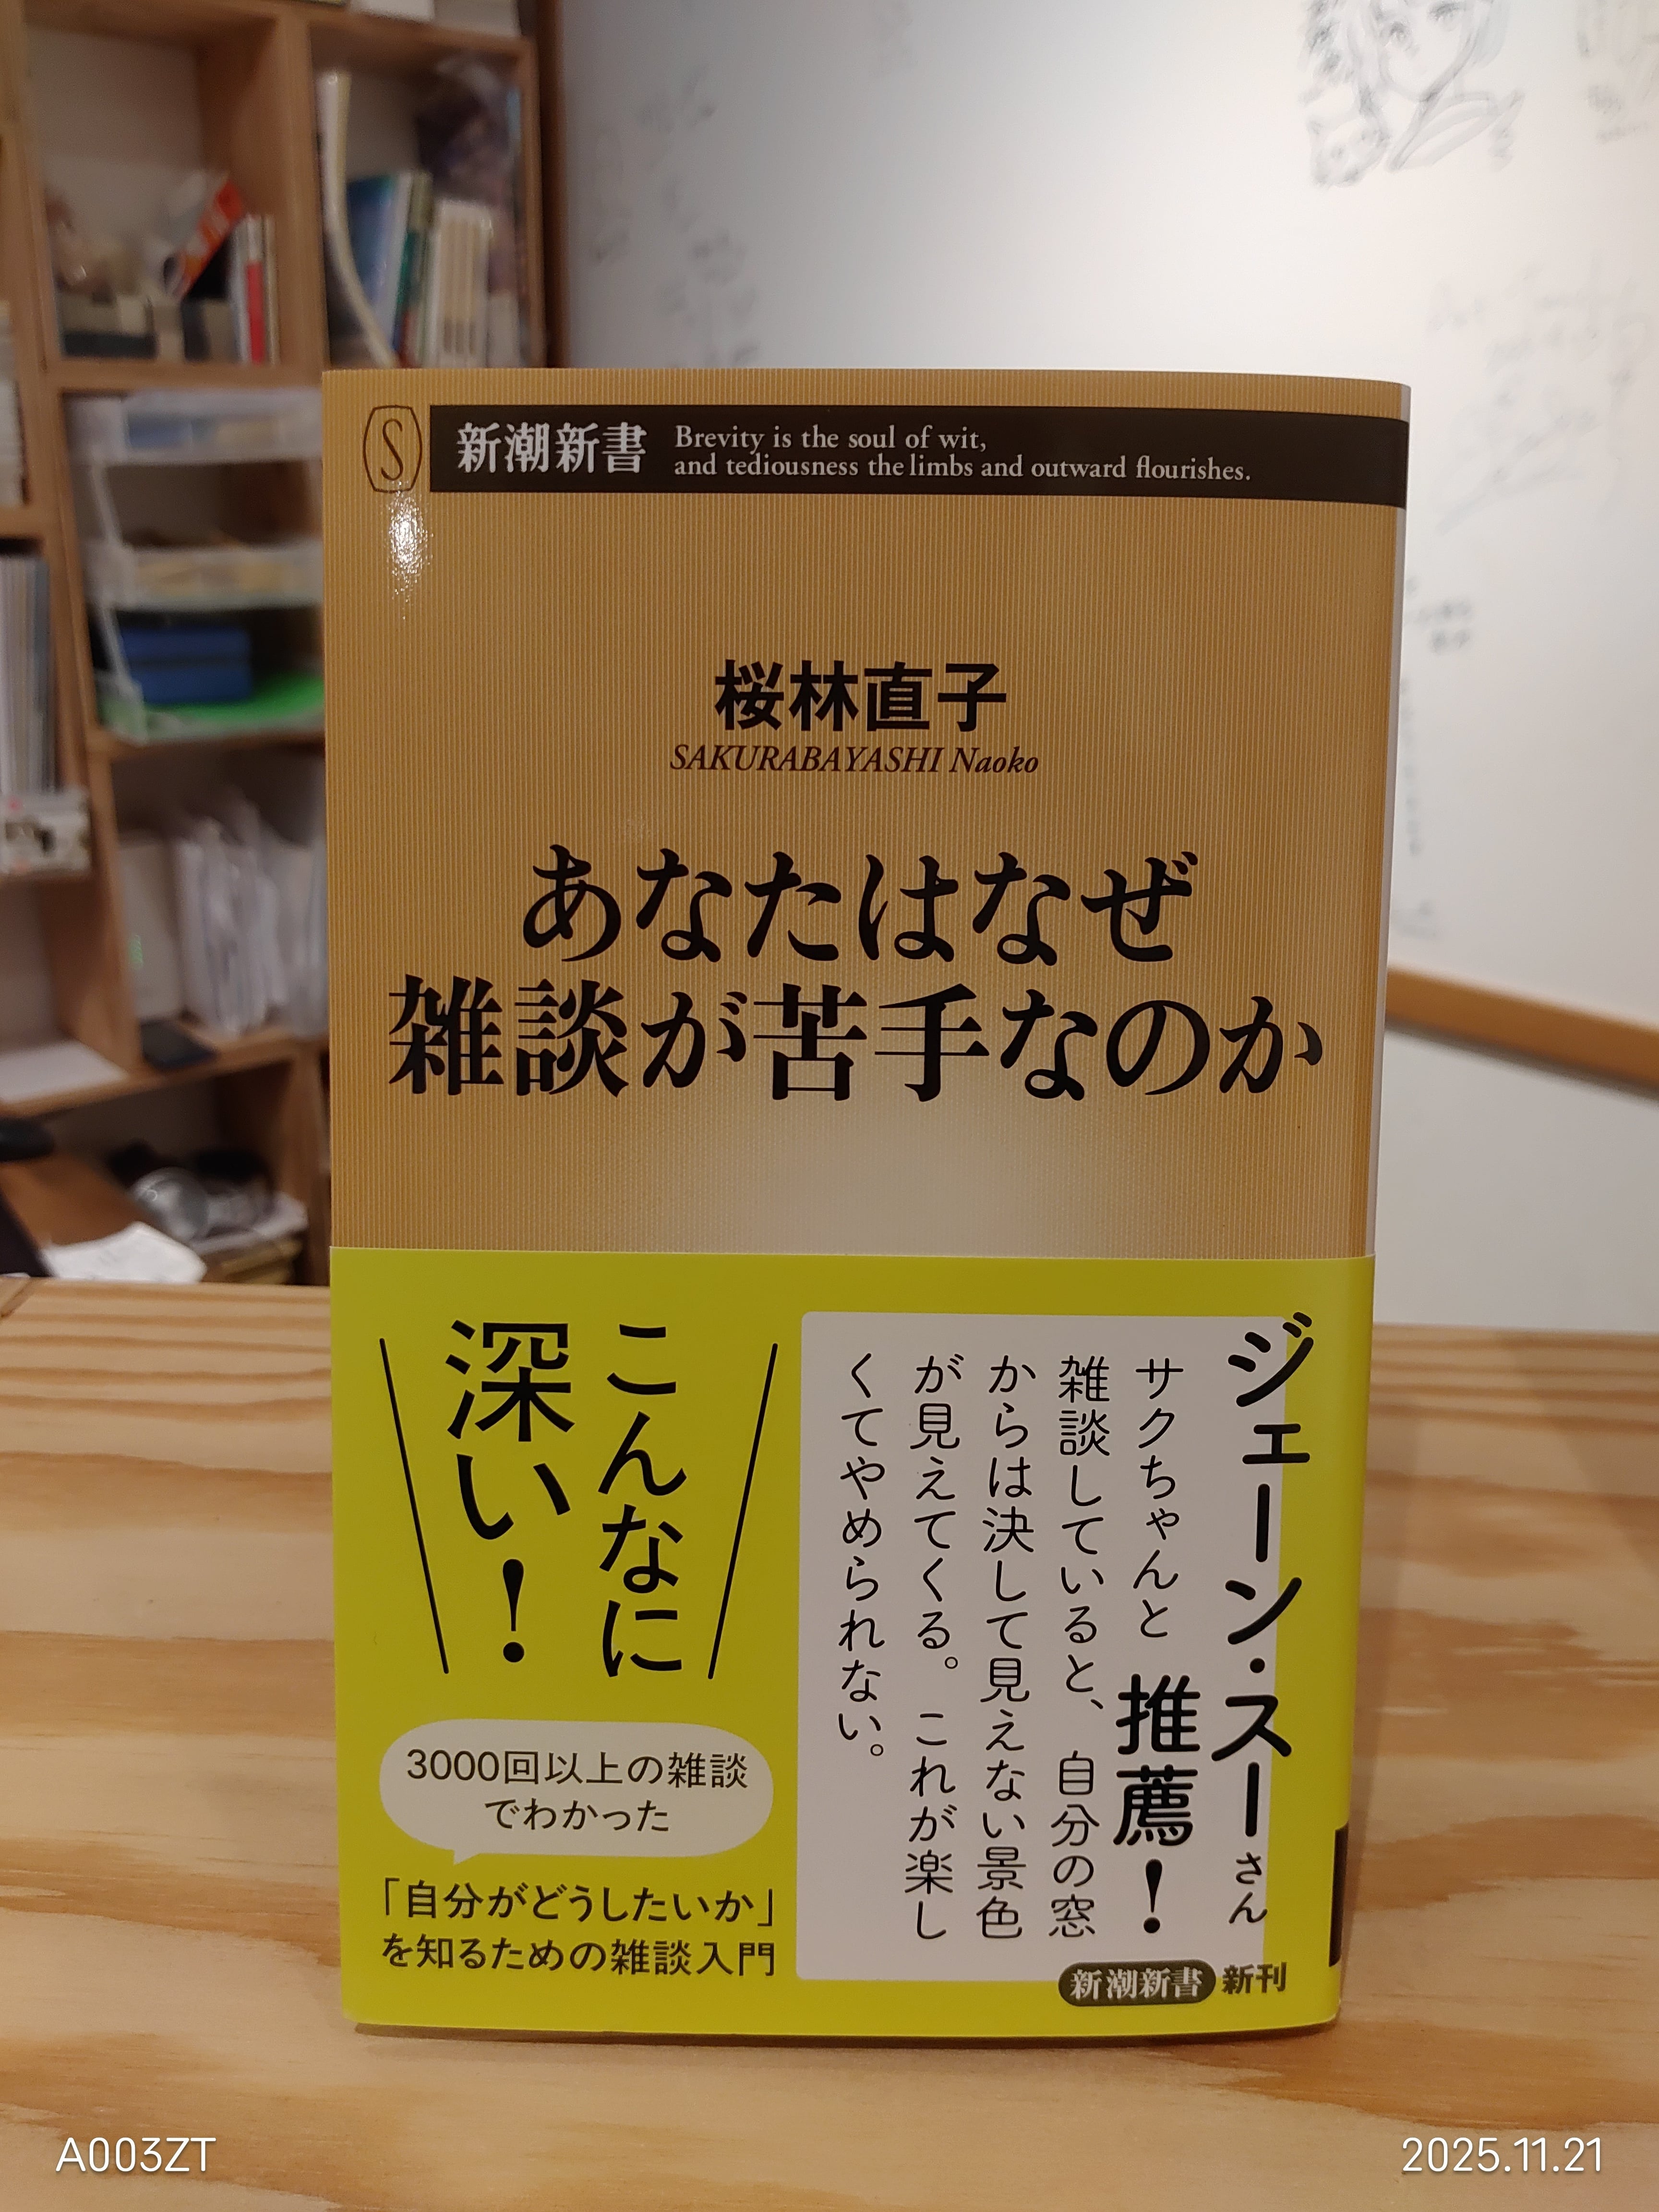 S
新潮新書
Brevity is the soul of wit,
and tediousness the limbs and outward flourishes.
桜林直子
SAKURABAYASHI Naoko
あなたはなぜ
雑談が苦手なのか
ジェーン・スーさん
推薦!
サクちゃんと
雑談していると、自分の窓
からは決して見えない景色
が見えてくる。これが楽し
くてやめられない。
こんなに
深い!
3000回以上の雑談
でわかった
「自分がどうしたいか」
を知るための雑談入門
新潮新書 新刊
A003ZT
2025.11.21